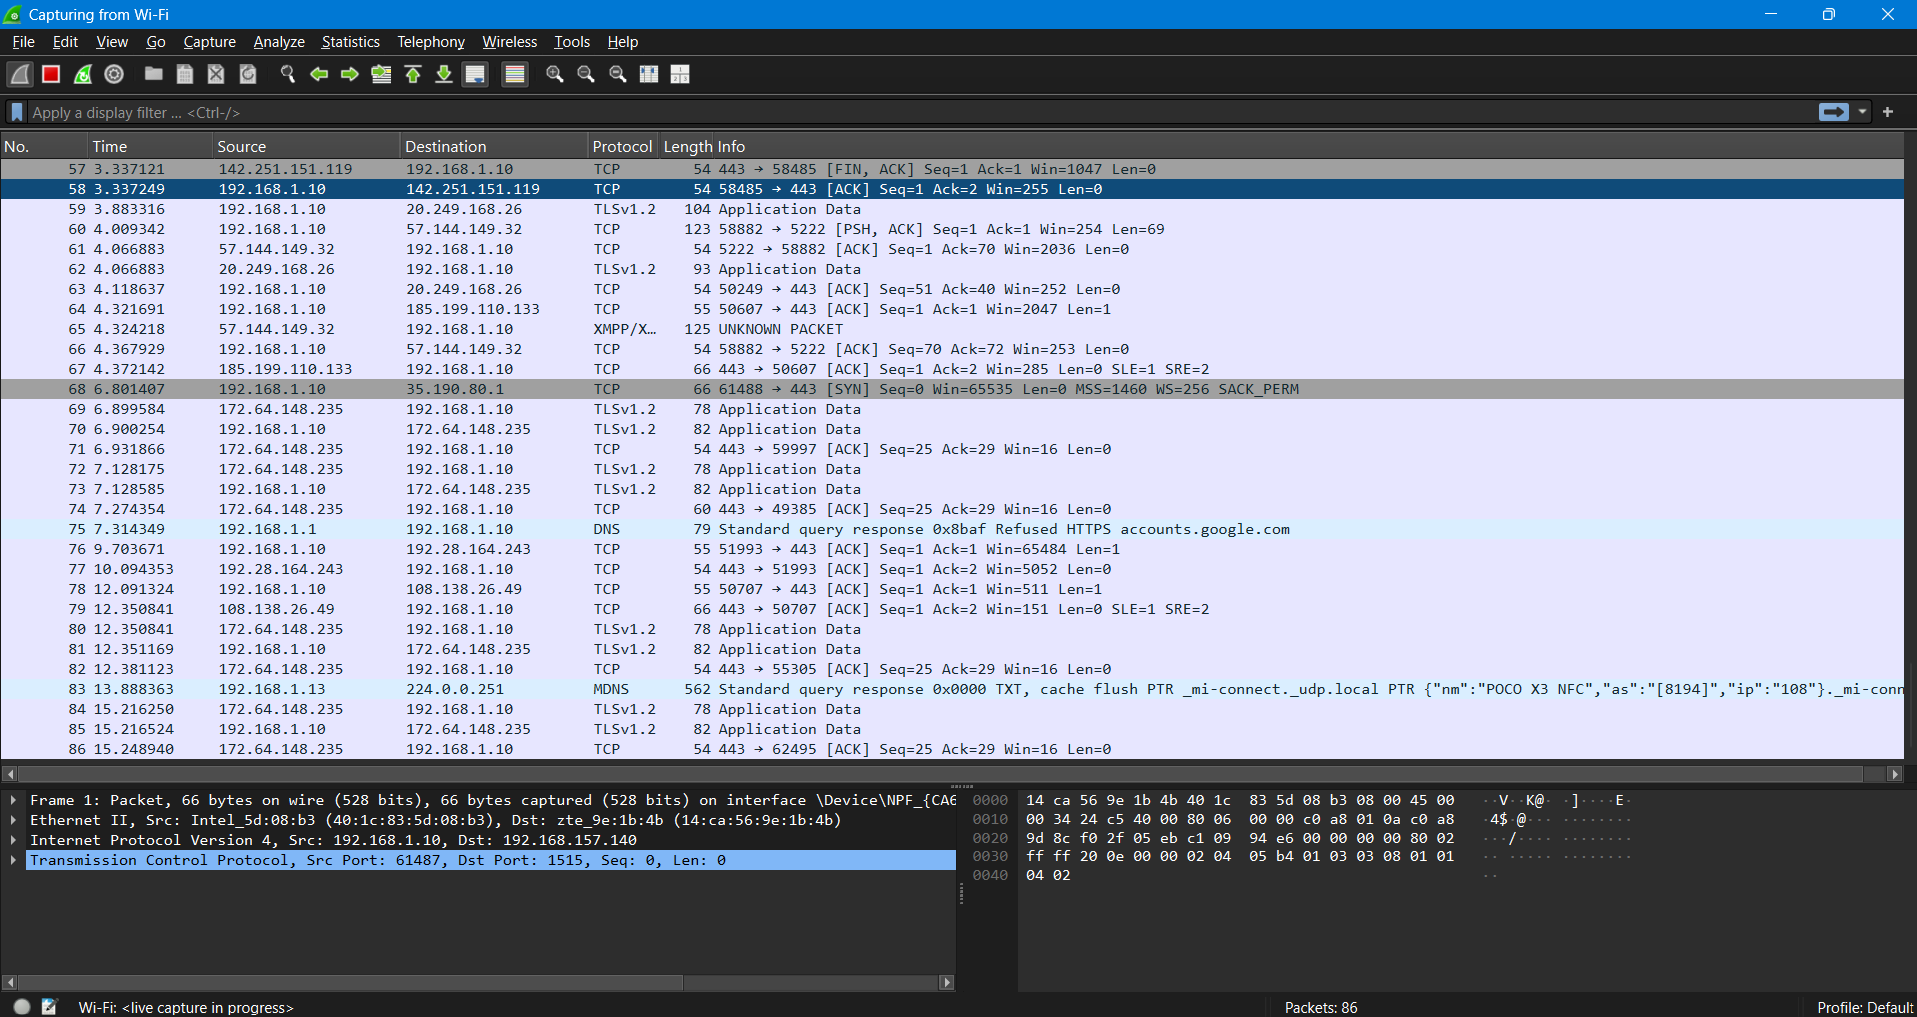 Capturing from Wi-Fi
File Edit View Go Capture Analyze Statistics Telephony Wireless Tools Help
Apply a display filter ... <Ctrl-/>
No. Time Source Destination Protocol Length Info
57 3.337121 142.251.151.119 192.168.1.10 TCP 54 443 → 58485 [FIN, ACK] Seq=1 Ack=1 Win=1047 Len=0
58 3.337249 192.168.1.10 142.251.151.119 TCP 54 58485 → 443 [ACK] Seq=1 Ack=2 Win=255 Len=0
59 3.883316 192.168.1.10 20.249.168.26 TLSv1.2 104 Application Data
60 4.009342 192.168.1.10 57.144.149.32 TCP 123 58882 → 5222 [PSH, ACK] Seq=1 Ack=1 Win=254 Len=69
61 4.066883 57.144.149.32 192.168.1.10 TCP 54 5222 → 58882 [ACK] Seq=1 Ack=70 Win=2036 Len=0
62 4.066883 20.249.168.26 192.168.1.10 TLSv1.2 93 Application Data
63 4.118637 192.168.1.10 20.249.168.26 TCP 54 50249 → 443 [ACK] Seq=51 Ack=40 Win=252 Len=0
64 4.321691 192.168.1.10 185.199.110.133 TCP 55 50607 → 443 [ACK] Seq=1 Ack=1 Win=2047 Len=1
65 4.324218 57.144.149.32 192.168.1.10 XMPP/X… 125 UNKNOWN PACKET
66 4.367929 192.168.1.10 57.144.149.32 TCP 54 58882 → 5222 [ACK] Seq=70 Ack=72 Win=253 Len=0
67 4.372142 185.199.110.133 192.168.1.10 TCP 66 443 → 50607 [ACK] Seq=1 Ack=2 Win=285 Len=0 SLE=1 SRE=2
68 6.801407 192.168.1.10 35.190.80.1 TCP 66 61488 → 443 [SYN] Seq=0 Win=65535 Len=0 MSS=1460 WS=256 SACK_PERM
69 6.899584 172.64.148.235 192.168.1.10 TLSv1.2 78 Application Data
70 6.900254 192.168.1.10 172.64.148.235 TLSv1.2 82 Application Data
71 6.931866 172.64.148.235 192.168.1.10 TCP 54 443 → 59997 [ACK] Seq=25 Ack=29 Win=16 Len=0
72 7.128175 172.64.148.235 192.168.1.10 TLSv1.2 78 Application Data
73 7.128585 192.168.1.10 172.64.148.235 TLSv1.2 82 Application Data
74 7.274354 172.64.148.235 192.168.1.10 TCP 60 443 → 49385 [ACK] Seq=25 Ack=29 Win=16 Len=0
75 7.314349 192.168.1.1 192.168.1.10 DNS 79 Standard query response 0x8baf Refused HTTPS accounts.google.com
76 9.703671 192.168.1.10 192.28.164.243 TCP 55 51993 → 443 [ACK] Seq=1 Ack=1 Win=65484 Len=1
77 10.094353 192.28.164.243 192.168.1.10 TCP 54 443 → 51993 [ACK] Seq=1 Ack=2 Win=5052 Len=0
78 12.091324 192.168.1.10 108.138.26.49 TCP 55 50707 → 443 [ACK] Seq=1 Ack=1 Win=511 Len=1
79 12.350841 108.138.26.49 192.168.1.10 TCP 66 443 → 50707 [ACK] Seq=1 Ack=2 Win=151 Len=0 SLE=1 SRE=2
80 12.350841 172.64.148.235 192.168.1.10 TLSv1.2 78 Application Data
81 12.351169 192.168.1.10 172.64.148.235 TLSv1.2 82 Application Data
82 12.381123 172.64.148.235 192.168.1.10 TCP 54 443 → 55305 [ACK] Seq=25 Ack=29 Win=16 Len=0
83 13.888363 192.168.1.13 224.0.0.251 MDNS 562 Standard query response 0x0000 TXT, cache flush PTR _mi-connect._udp.local PTR {"nm":"POCO X3 NFC","as":"[8194]","ip":"108"}._mi-conn
84 15.216250 172.64.148.235 192.168.1.10 TLSv1.2 78 Application Data
85 15.216524 192.168.1.10 172.64.148.235 TLSv1.2 82 Application Data
86 15.248940 172.64.148.235 192.168.1.10 TCP 54 443 → 62495 [ACK] Seq=25 Ack=29 Win=16 Len=0
Frame 1: Packet, 66 bytes on wire (528 bits), 66 bytes captured (528 bits) on interface \Device\NPF_{CA6
Ethernet II, Src: Intel_5d:08:b3 (40:1c:83:5d:08:b3), Dst: zte_9e:1b:4b (14:ca:56:9e:1b:4b)
Internet Protocol Version 4, Src: 192.168.1.10, Dst: 192.168.157.140
Transmission Control Protocol, Src Port: 61487, Dst Port: 1515, Seq: 0, Len: 0
0000 14 ca 56 9e 1b 4b 40 1c 83 5d 08 b3 08 00 45 00 ··V··K@· ·]····E·
0010 00 34 24 c5 40 00 80 06 00 00 c0 a8 01 0a c0 a8 ·4$·@··· ········
0020 9d 8c f0 2f 05 eb c1 09 94 e6 00 00 00 00 80 02 ···/···· ········
0030 ff ff 20 0e 00 00 02 04 05 b4 01 03 03 08 01 01 ·· ····· ········
0040 04 02 ··
Wi-Fi: <live capture in progress> Packets: 86 Profile: Default